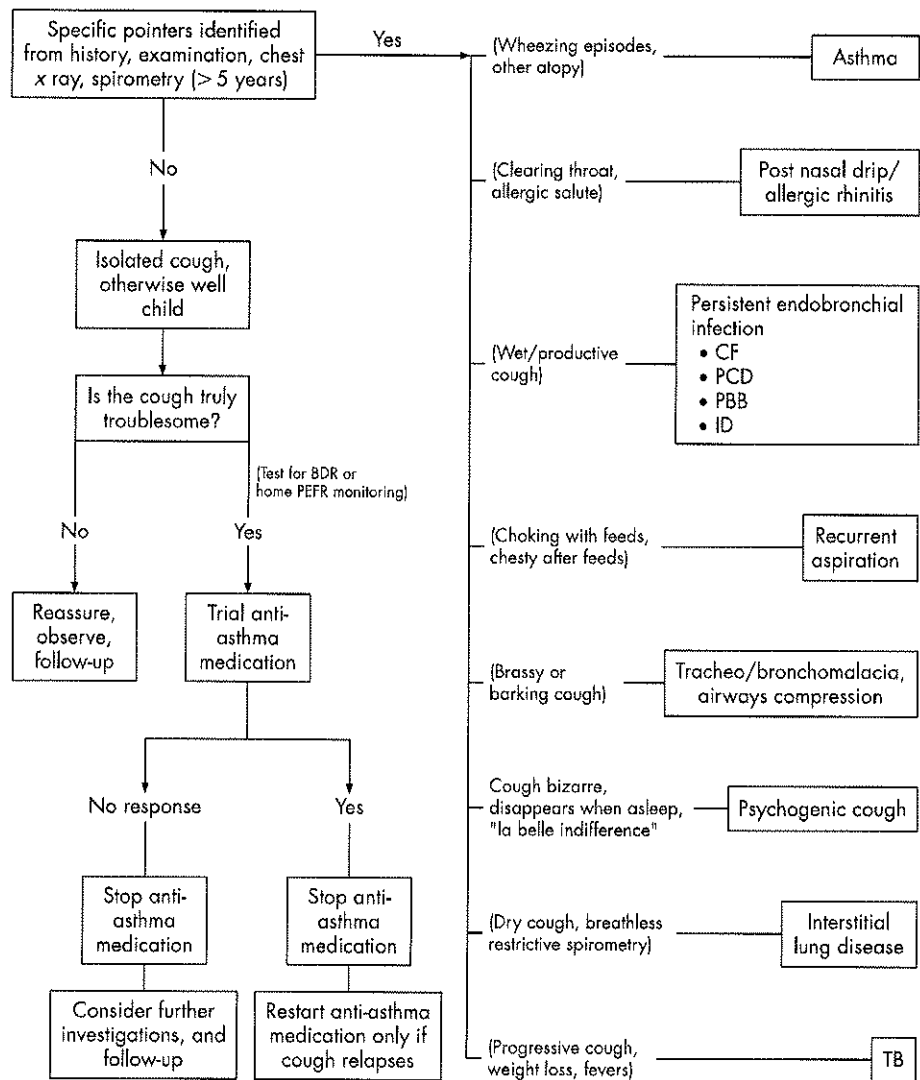 Specific pointers identified
from history, examination, chest
x ray, spirometry (> 5 years)
Yes
No
Isolated cough,
otherwise well
child
Is the cough truly
troublesome?
(Test for BDR or
home PEFR monitoring)
No
Yes
Reassure,
observe,
follow-up
Trial anti-
asthma
medication
No response
Yes
Stop anti-
asthma
medication
Stop anti-
asthma
medication
Consider further
investigations, and
follow-up
Restart anti-asthma
medication only if
cough relapses
(Wheezing episodes,
other atopy)
Asthma
(Clearing throat,
allergic salute)
Post nasal drip/
allergic rhinitis
(Wet/productive
cough)
Persistent endobronchial
infection
• CF
• PCD
• PBB
• ID
(Choking with feeds,
chesty after feeds)
Recurrent
aspiration
(Brassy or
barking cough)
Tracheo/bronchomalacia,
airways compression
Cough bizarre,
disappears when asleep,
"la belle indifference"
Psychogenic cough
(Dry cough, breathless
restrictive spirometry)
Interstitial
lung disease
(Progressive cough,
weight loss, fevers)
TB